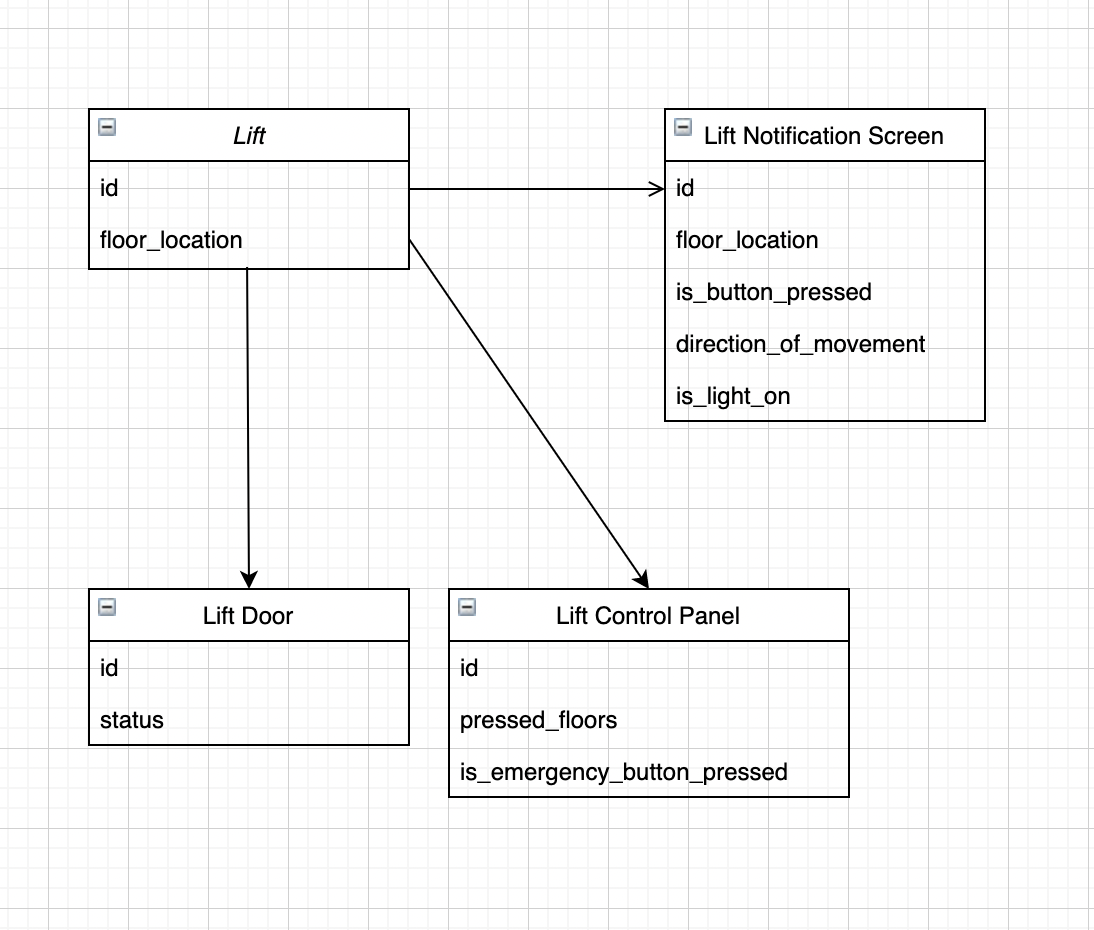 Lift
id
floor_location
Lift Notification Screen
id
floor_location
is_button_pressed
direction_of_movement
is_light_on
Lift Door
id
status
Lift Control Panel
id
pressed_floors
is_emergency_button_pressed